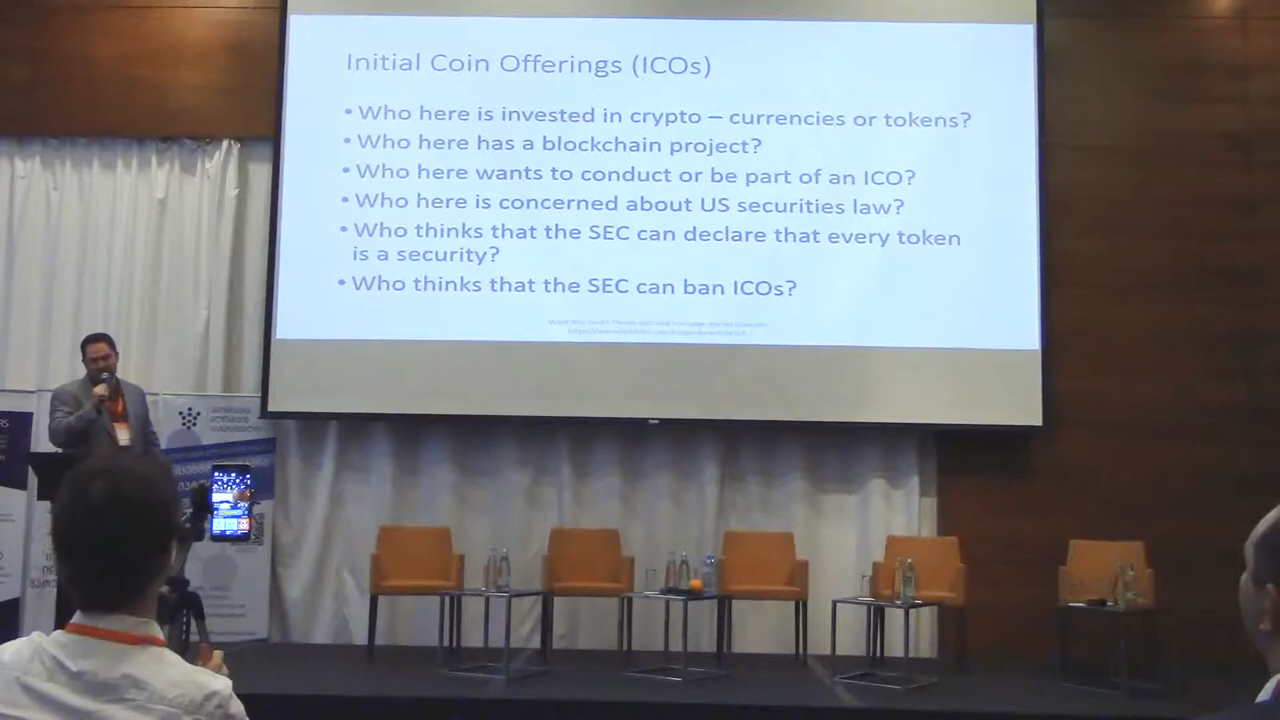 Initial Coin Offerings (ICOs)
• Who here is invested in crypto – currencies or tokens?
• Who here has a blockchain project?
• Who here wants to conduct or be part of an ICO?
• Who here is concerned about US securities law?
• Who thinks that the SEC can declare that every token
is a security?
• Who thinks that the SEC can ban ICOs?